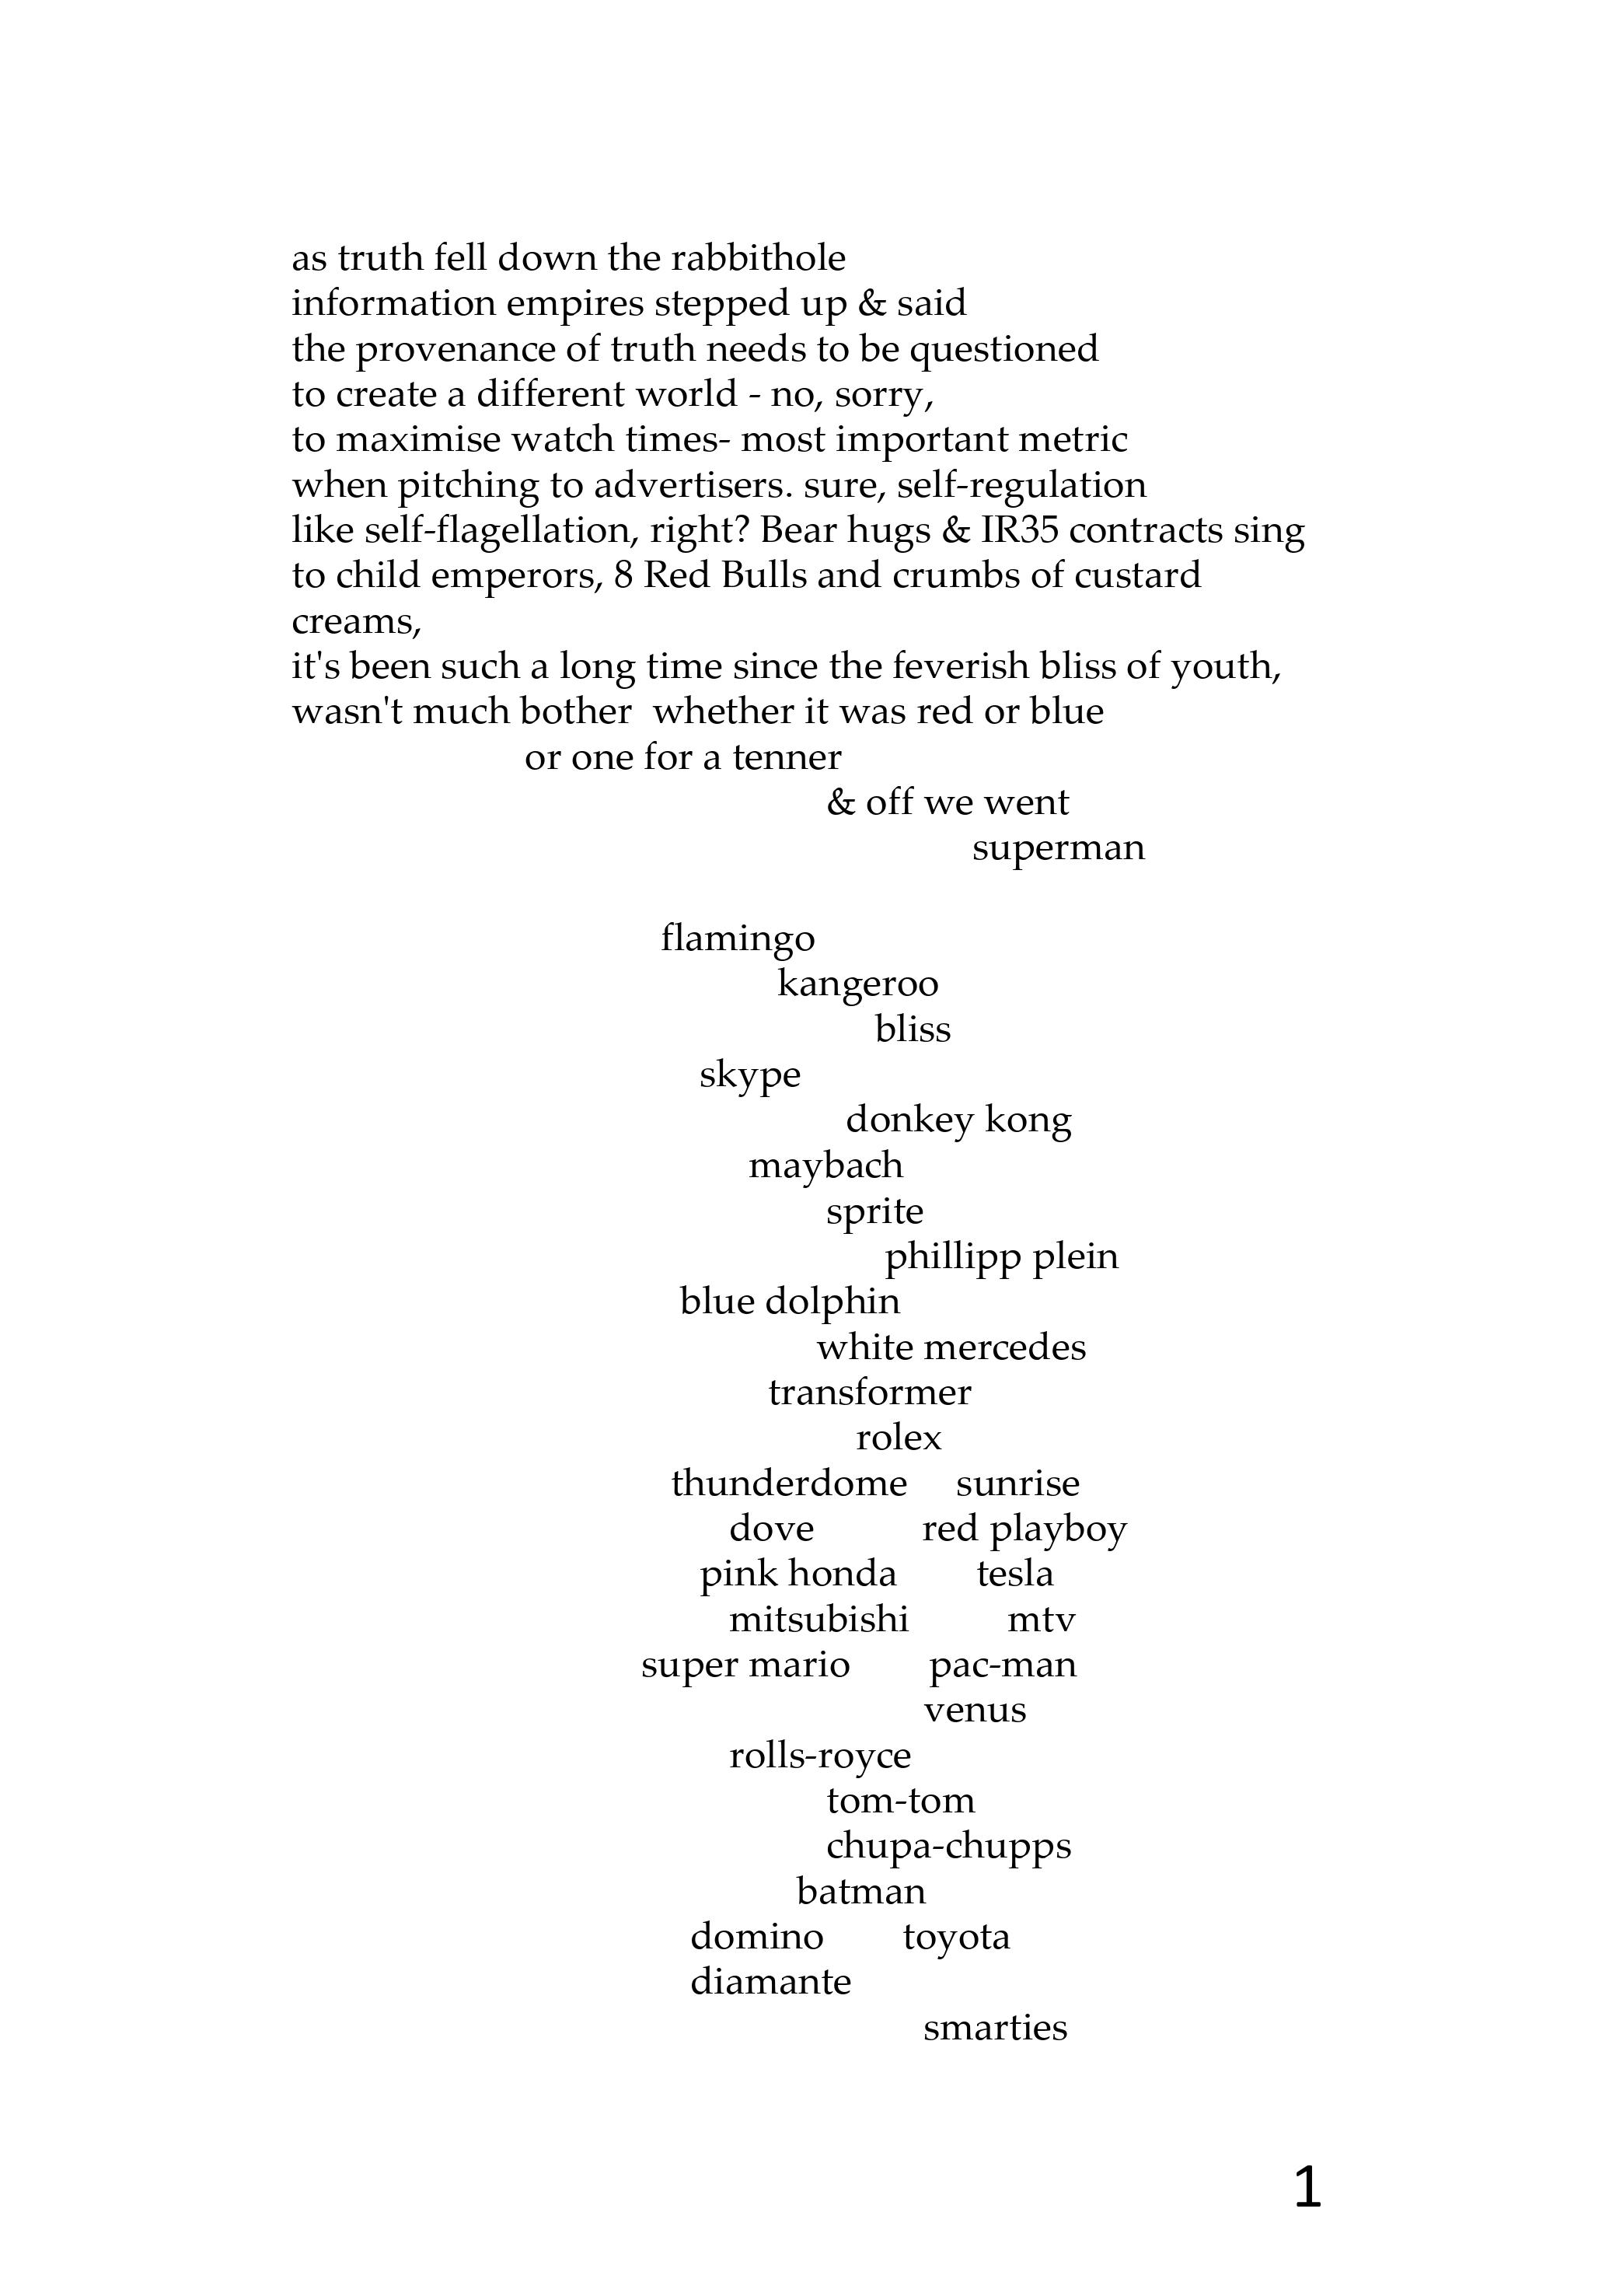 as truth fell down the rabbithole
information empires stepped up & said
the provenance of truth needs to be questioned
to create a different world - no, sorry,
to maximise watch times- most important metric
when pitching to advertisers. sure, self-regulation
like self-flagellation, right? Bear hugs & IR35 contracts sing
to child emperors, 8 Red Bulls and crumbs of custard
creams,
it's been such a long time since the feverish bliss of youth,
wasn't much bother  whether it was red or blue
or one for a tenner
& off we went
superman
flamingo
kangeroo
bliss
skype
donkey kong
maybach
sprite
phillipp plein
blue dolphin
white mercedes
transformer
rolex
thunderdome sunrise
dove red playboy
pink honda tesla
mitsubishi mtv
super mario pac-man
venus
rolls-royce
tom-tom
chupa-chupps
batman
domino toyota
diamante
smarties
1